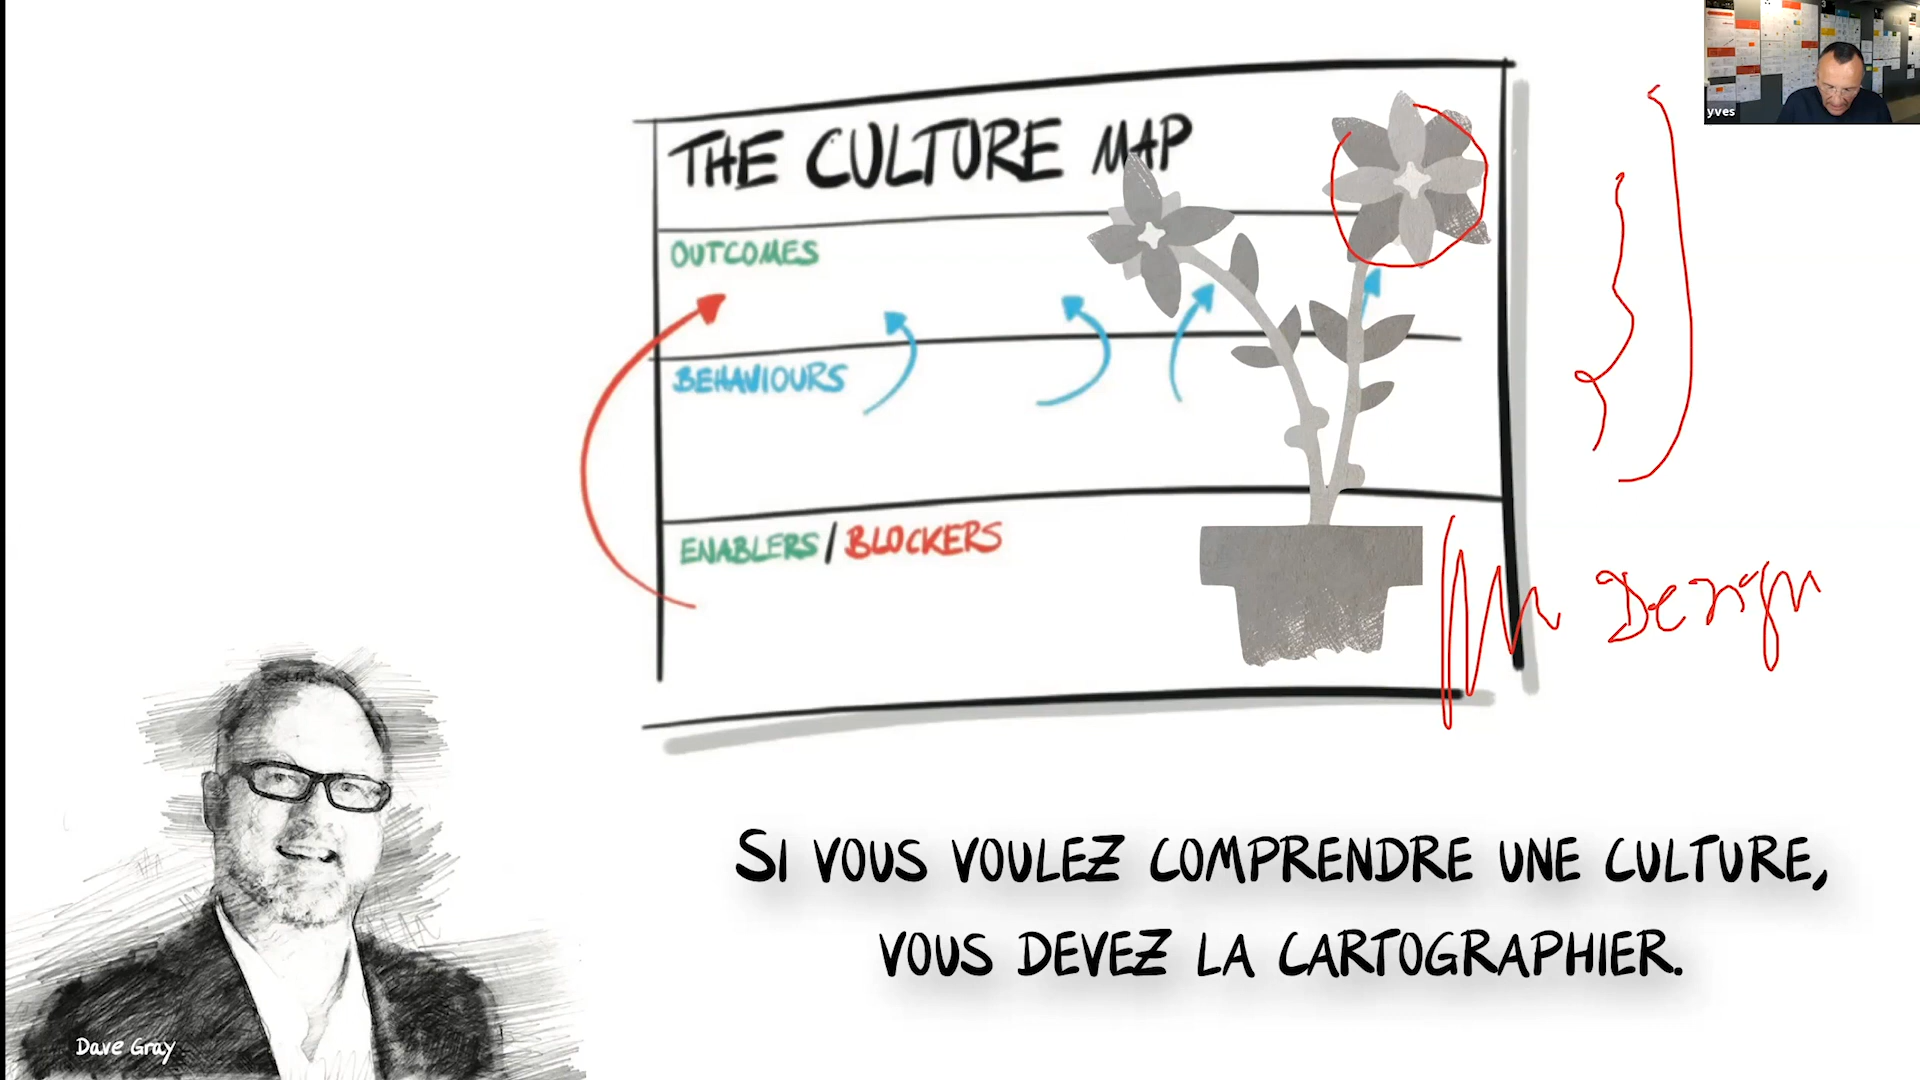 yves
THE CULTURE MAP
OUTCOMES
BEHAVIOURS
ENABLERS / BLOCKERS
Design
SI VOUS VOULEZ COMPRENDRE UNE CULTURE,
VOUS DEVEZ LA CARTOGRAPHIER.
Dave Gray